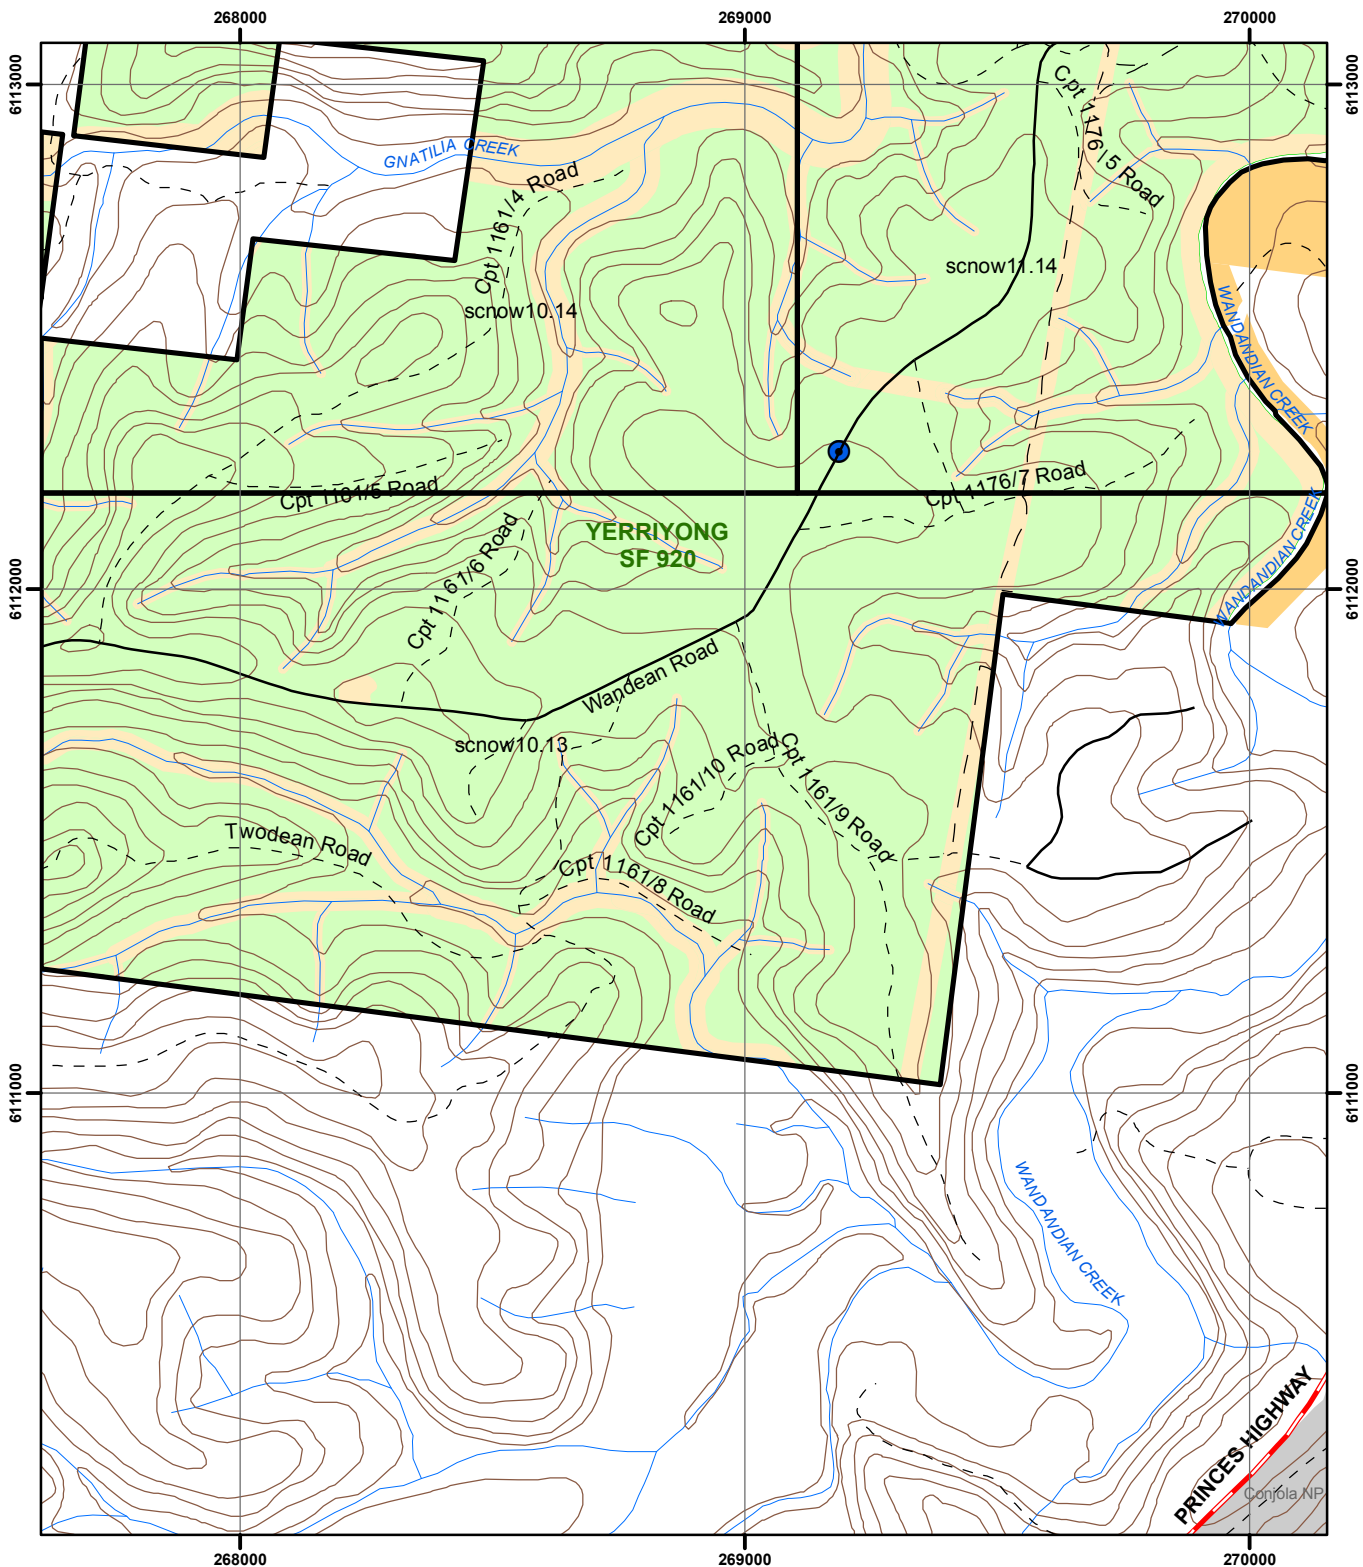 268000
269000
270000
6113000
6113000
GNATILIA CREEK
Cpt 1161/4 Road
Cpt 1176/5 Road
scnow11.14
scnow10.14
WANDANDIAN CREEK
Cpt 1161/5 Road
Cpt 1176/7 Road
YERRIYONG
SF 920
Cpt 1161/6 Road
WANDANDIAN CREEK
6112000
6112000
Wandean Road
scnow10.13
Cpt 1161/10 Road
Cpt 1161/9 Road
Twodean Road
Cpt 1161/8 Road
6111000
6111000
WANDANDIAN CREEK
PRINCES HIGHWAY
Conjola NP
268000
269000
270000